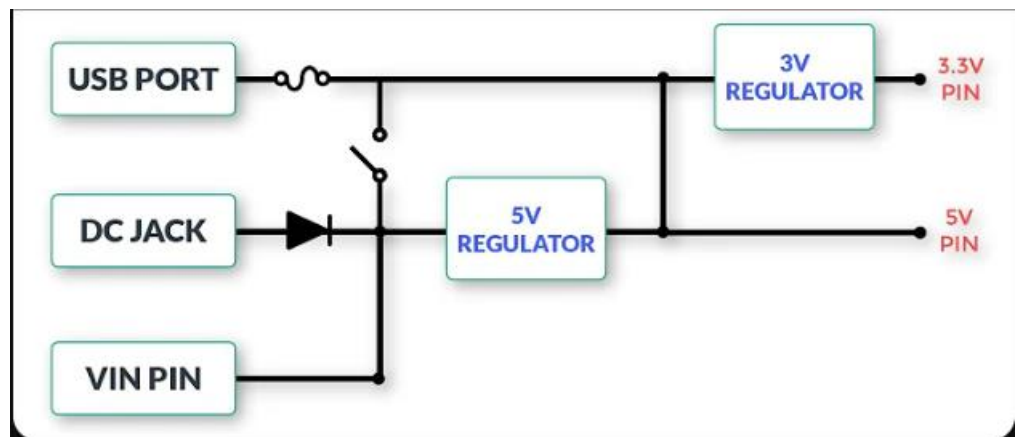 USB PORT
3V
REGULATOR
3.3V
PIN
DC JACK
5V
REGULATOR
5V
PIN
VIN PIN